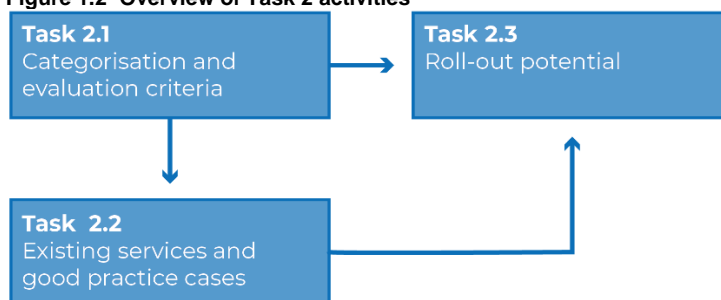 Figure 1.2 Overview of Task 2 activities
Task 2.1
Categorisation and
evaluation criteria
Task 2.3
Roll-out potential
Task 2.2
Existing services and
good practice cases